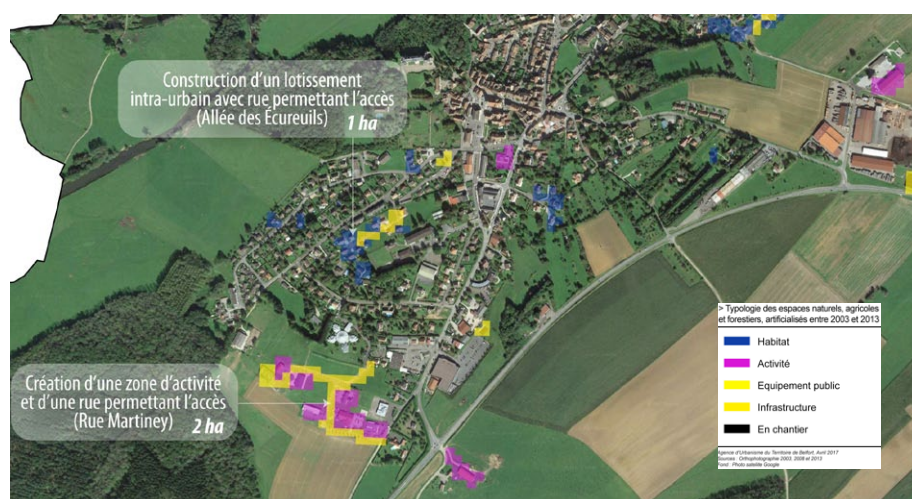 Construction d'un lotissement
intra-urbain avec rue permettant l'accès
(Allée des Ecureuils) 1 ha
Création d'une zone d'activité
et d'une rue permettant l'accès
(Rue Martiney) 2 ha
> Typologie des espaces naturels, agricoles
et forestiers, artificialisés entre 2003 et 2013
Habitat
Activité
Equipement public
Infrastructure
En chantier
Agence d'Urbanisme du Territoire de Belfort, Avril 2017
Sources : Orthophotographie 2003, 2008 et 2013
Fond : Photo satellite Google